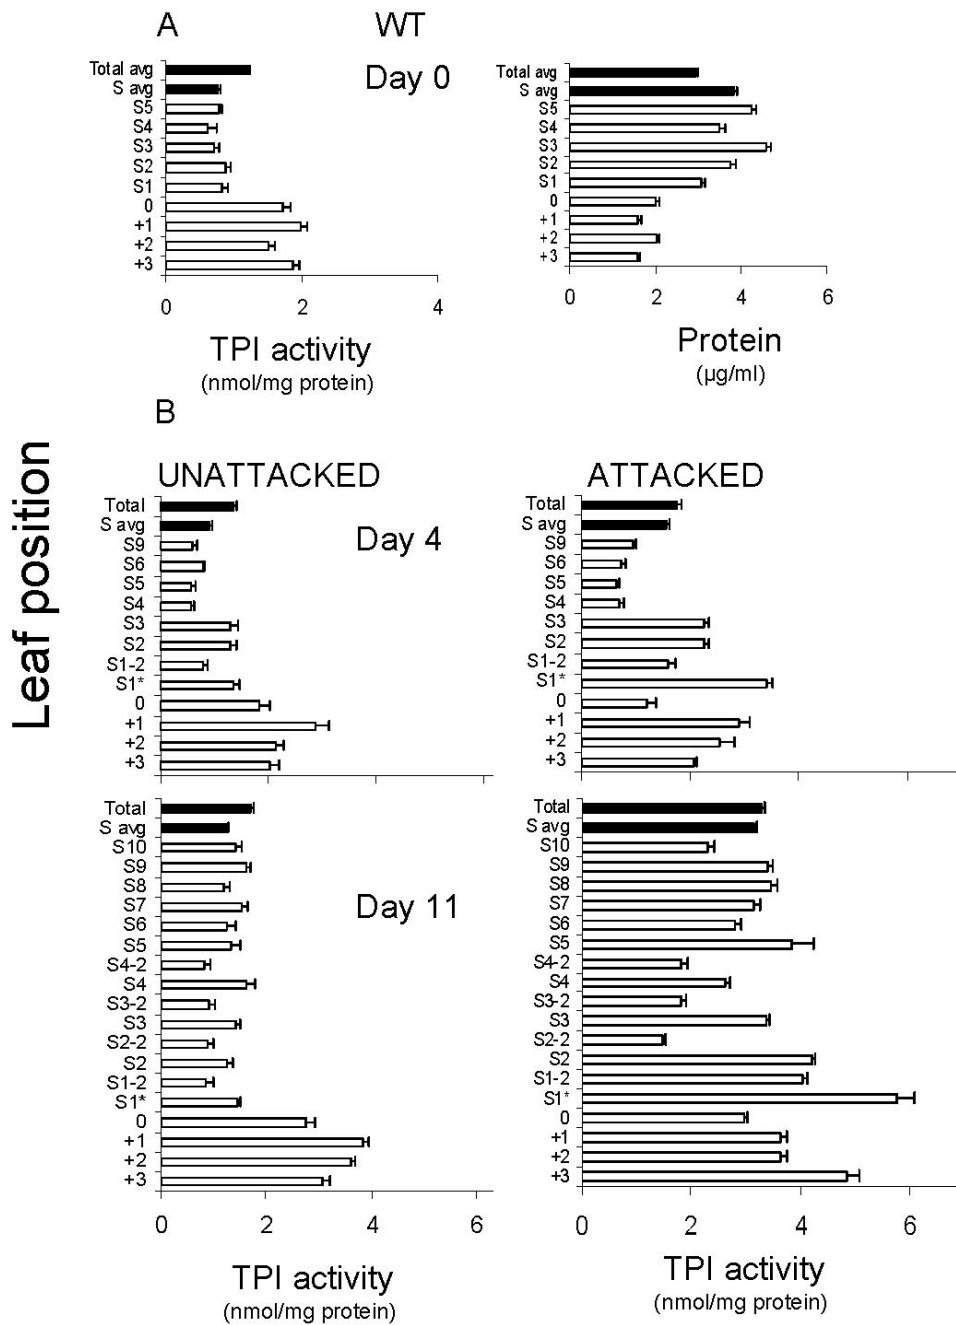 A
WT
Day 0
Total avg
S avg
S5
S4
S3
S2
S1
0
+1
+2
+3
0
2
4
TPI activity
(nmol/mg protein)
Total avg
S avg
S5
S4
S3
S2
S1
0
+1
+2
+3
0
2
4
6
Protein
(µg/ml)
Leaf position
B
UNATTACKED
ATTACKED
Day 4
Total
S avg
S9
S6
S5
S4
S3
S2
S1-2
S1*
0
+1
+2
+3
Total
S avg
S9
S6
S5
S4
S3
S2
S1-2
S1*
0
+1
+2
+3
Day 11
Total
S avg
S10
S9
S8
S7
S6
S5
S4-2
S4
S3-2
S3
S2-2
S2
S1-2
S1*
0
+1
+2
+3
0
2
4
6
TPI activity
(nmol/mg protein)
Total
S avg
S10
S9
S8
S7
S6
S5
S4-2
S4
S3-2
S3
S2-2
S2
S1-2
S1*
0
+1
+2
+3
0
2
4
6
TPI activity
(nmol/mg protein)